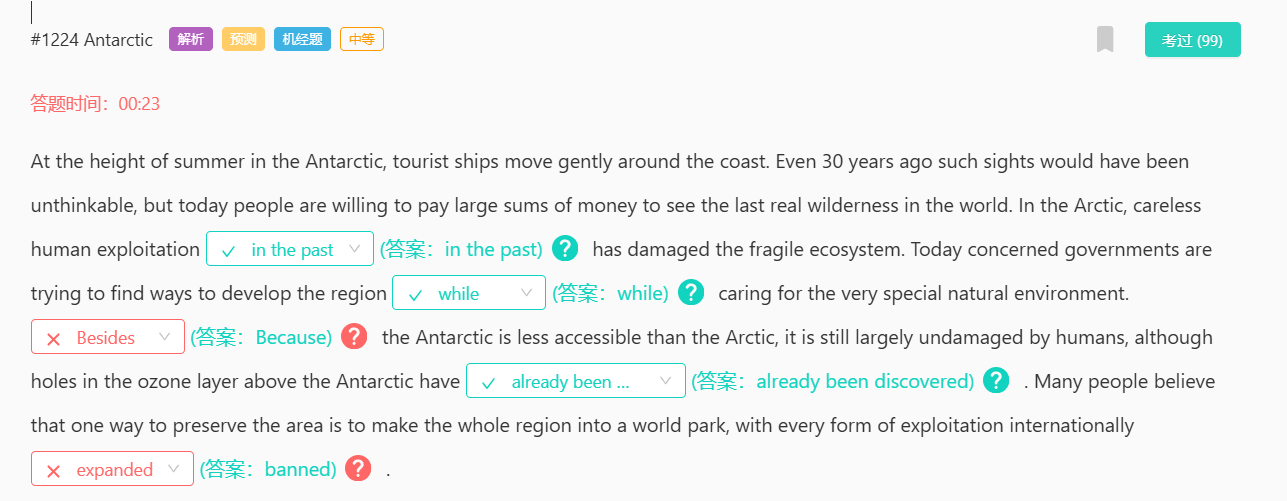 #1224 Antarctic 解析 预测 机经题 中等 考过 (99)
答题时间：00:23
At the height of summer in the Antarctic, tourist ships move gently around the coast. Even 30 years ago such sights would have been
unthinkable, but today people are willing to pay large sums of money to see the last real wilderness in the world. In the Arctic, careless
human exploitation in the past (答案：in the past) ? has damaged the fragile ecosystem. Today concerned governments are
trying to find ways to develop the region while (答案：while) ? caring for the very special natural environment.
Besides (答案：Because) ? the Antarctic is less accessible than the Arctic, it is still largely undamaged by humans, although
holes in the ozone layer above the Antarctic have already been ... (答案：already been discovered) ? . Many people believe
that one way to preserve the area is to make the whole region into a world park, with every form of exploitation internationally
expanded (答案：banned) ? .